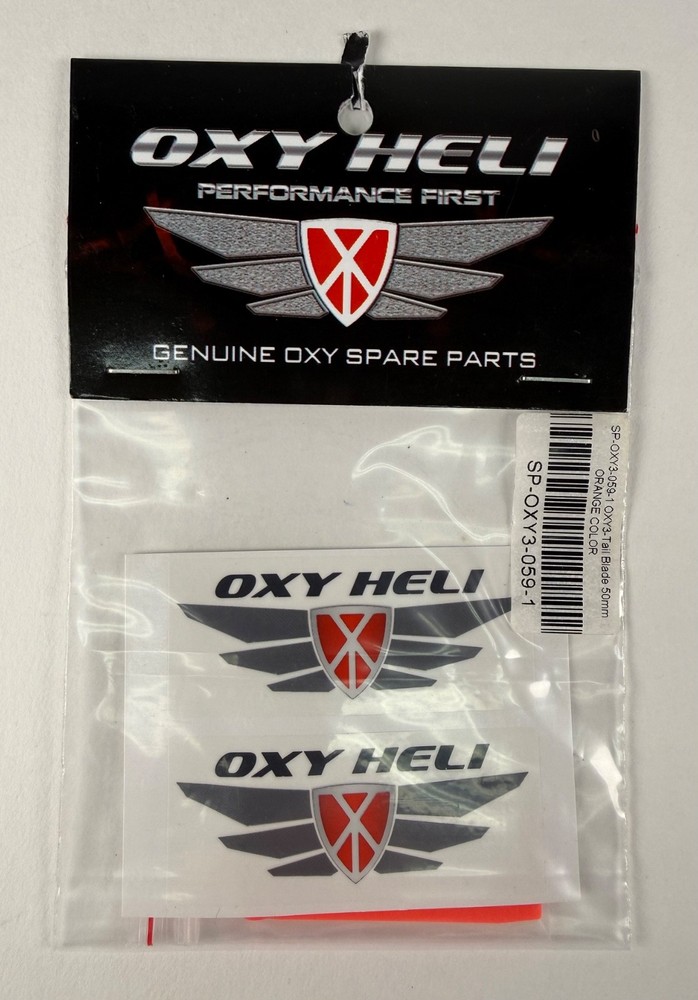 OXY HELI
PERFORMANCE FIRST
GENUINE OXY SPARE PARTS
SP-OXY3-059-1 OXY3-Tail Blade 50mm
ORANGE COLOR
SP-OXY3-059-1
OXY HELI
OXY HELI